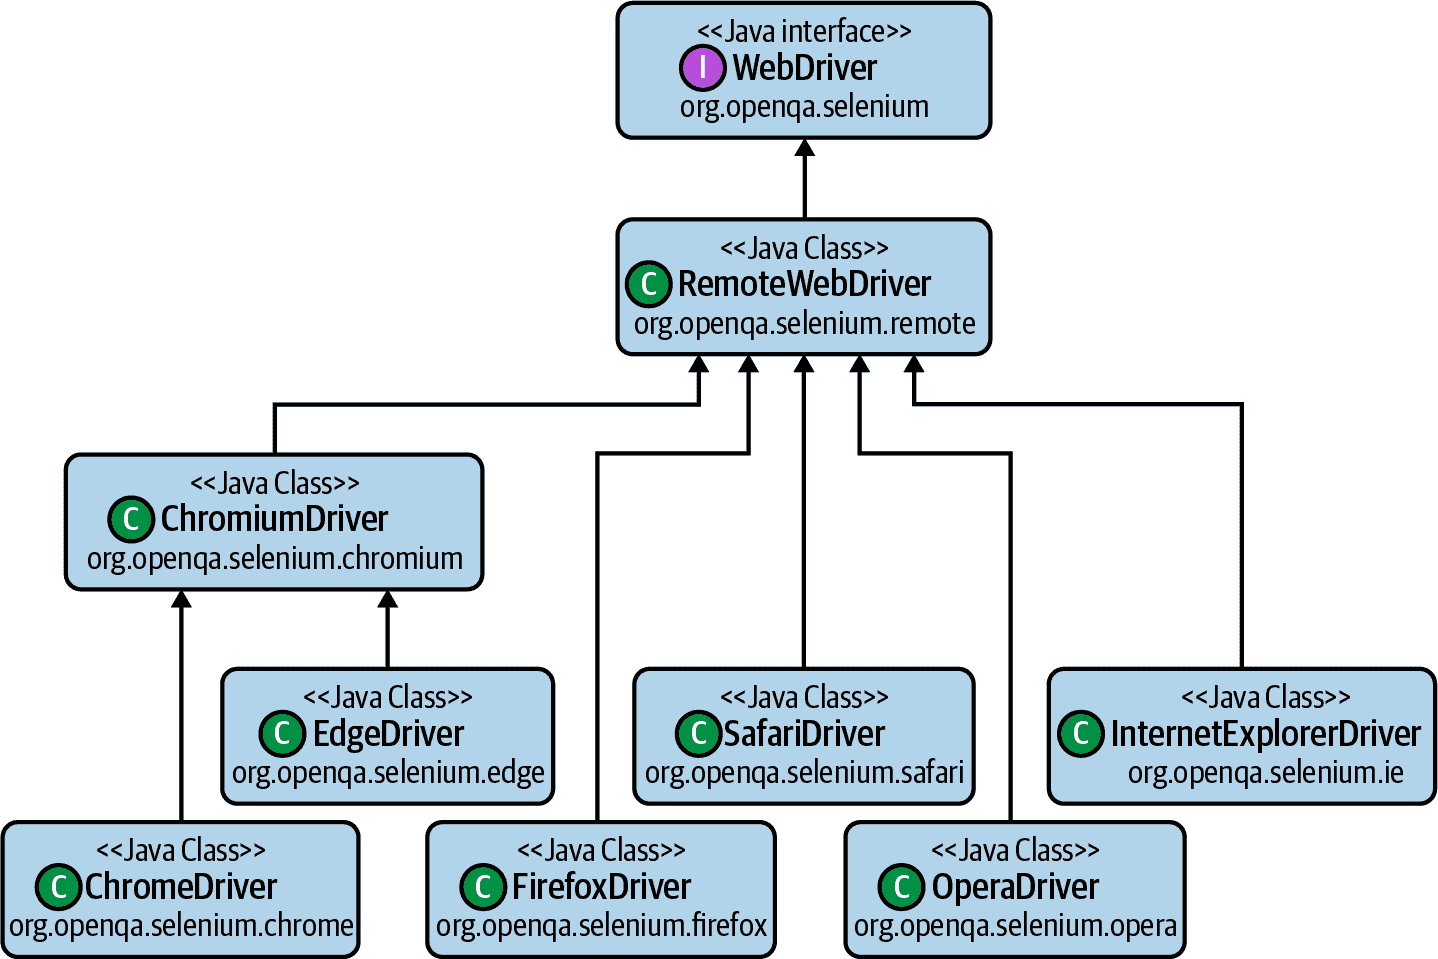 <<Java interface>>
I WebDriver
org.openqa.selenium
<<Java Class>>
C RemoteWebDriver
org.openqa.selenium.remote
<<Java Class>>
C ChromiumDriver
org.openqa.selenium.chromium
<<Java Class>>
C EdgeDriver
org.openqa.selenium.edge
<<Java Class>>
C SafariDriver
org.openqa.selenium.safari
<<Java Class>>
C InternetExplorerDriver
org.openqa.selenium.ie
<<Java Class>>
C ChromeDriver
org.openqa.selenium.chrome
<<Java Class>>
C FirefoxDriver
org.openqa.selenium.firefox
<<Java Class>>
C OperaDriver
org.openqa.selenium.opera